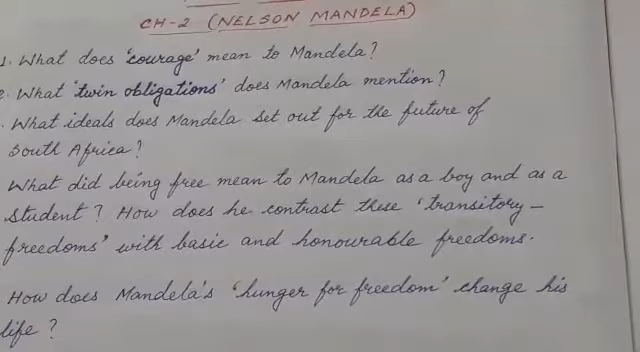 CH-2 (NELSON MANDELA)
1. What does 'courage' mean to Mandela?
2. What 'twin obligations' does Mandela mention?
. What ideals does Mandela set out for the future of
South Africa?
What did being free mean to Mandela as a boy and as a
student? How does he contrast these 'transitory-
freedoms' with basic and honourable freedoms.
How does Mandela's 'hunger for freedom' change his
life?